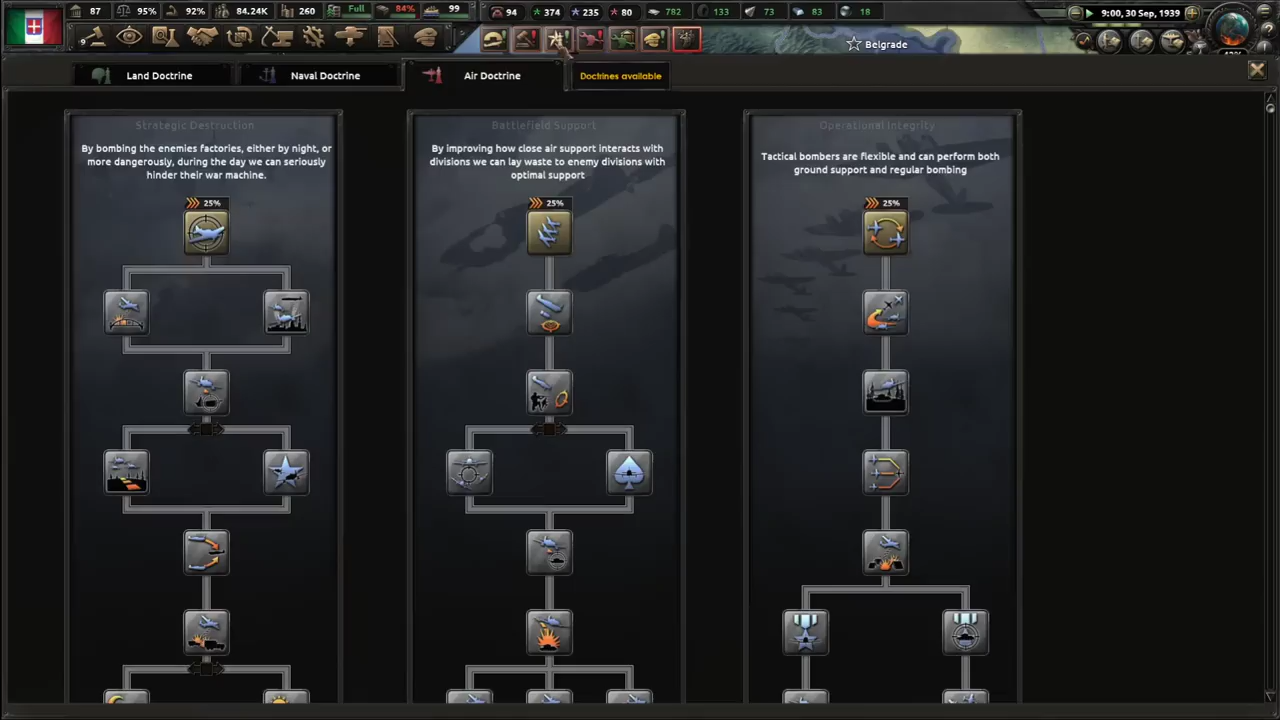 87 95% 92% 84.24K 260 Full 84% 99 94 374 235 80 782 133 73 83 18 9:00, 30 Sep, 1939
9
Belgrade
Land Doctrine Naval Doctrine Air Doctrine Doctrines available
Strategic Destruction
By bombing the enemies factories, either by night, or
more dangerously, during the day we can seriously
hinder their war machine.
25%
Battlefield Support
By improving how close air support interacts with
divisions we can lay waste to enemy divisions with
optimal support
25%
Operational Integrity
Tactical bombers are flexible and can perform both
ground support and regular bombing
25%